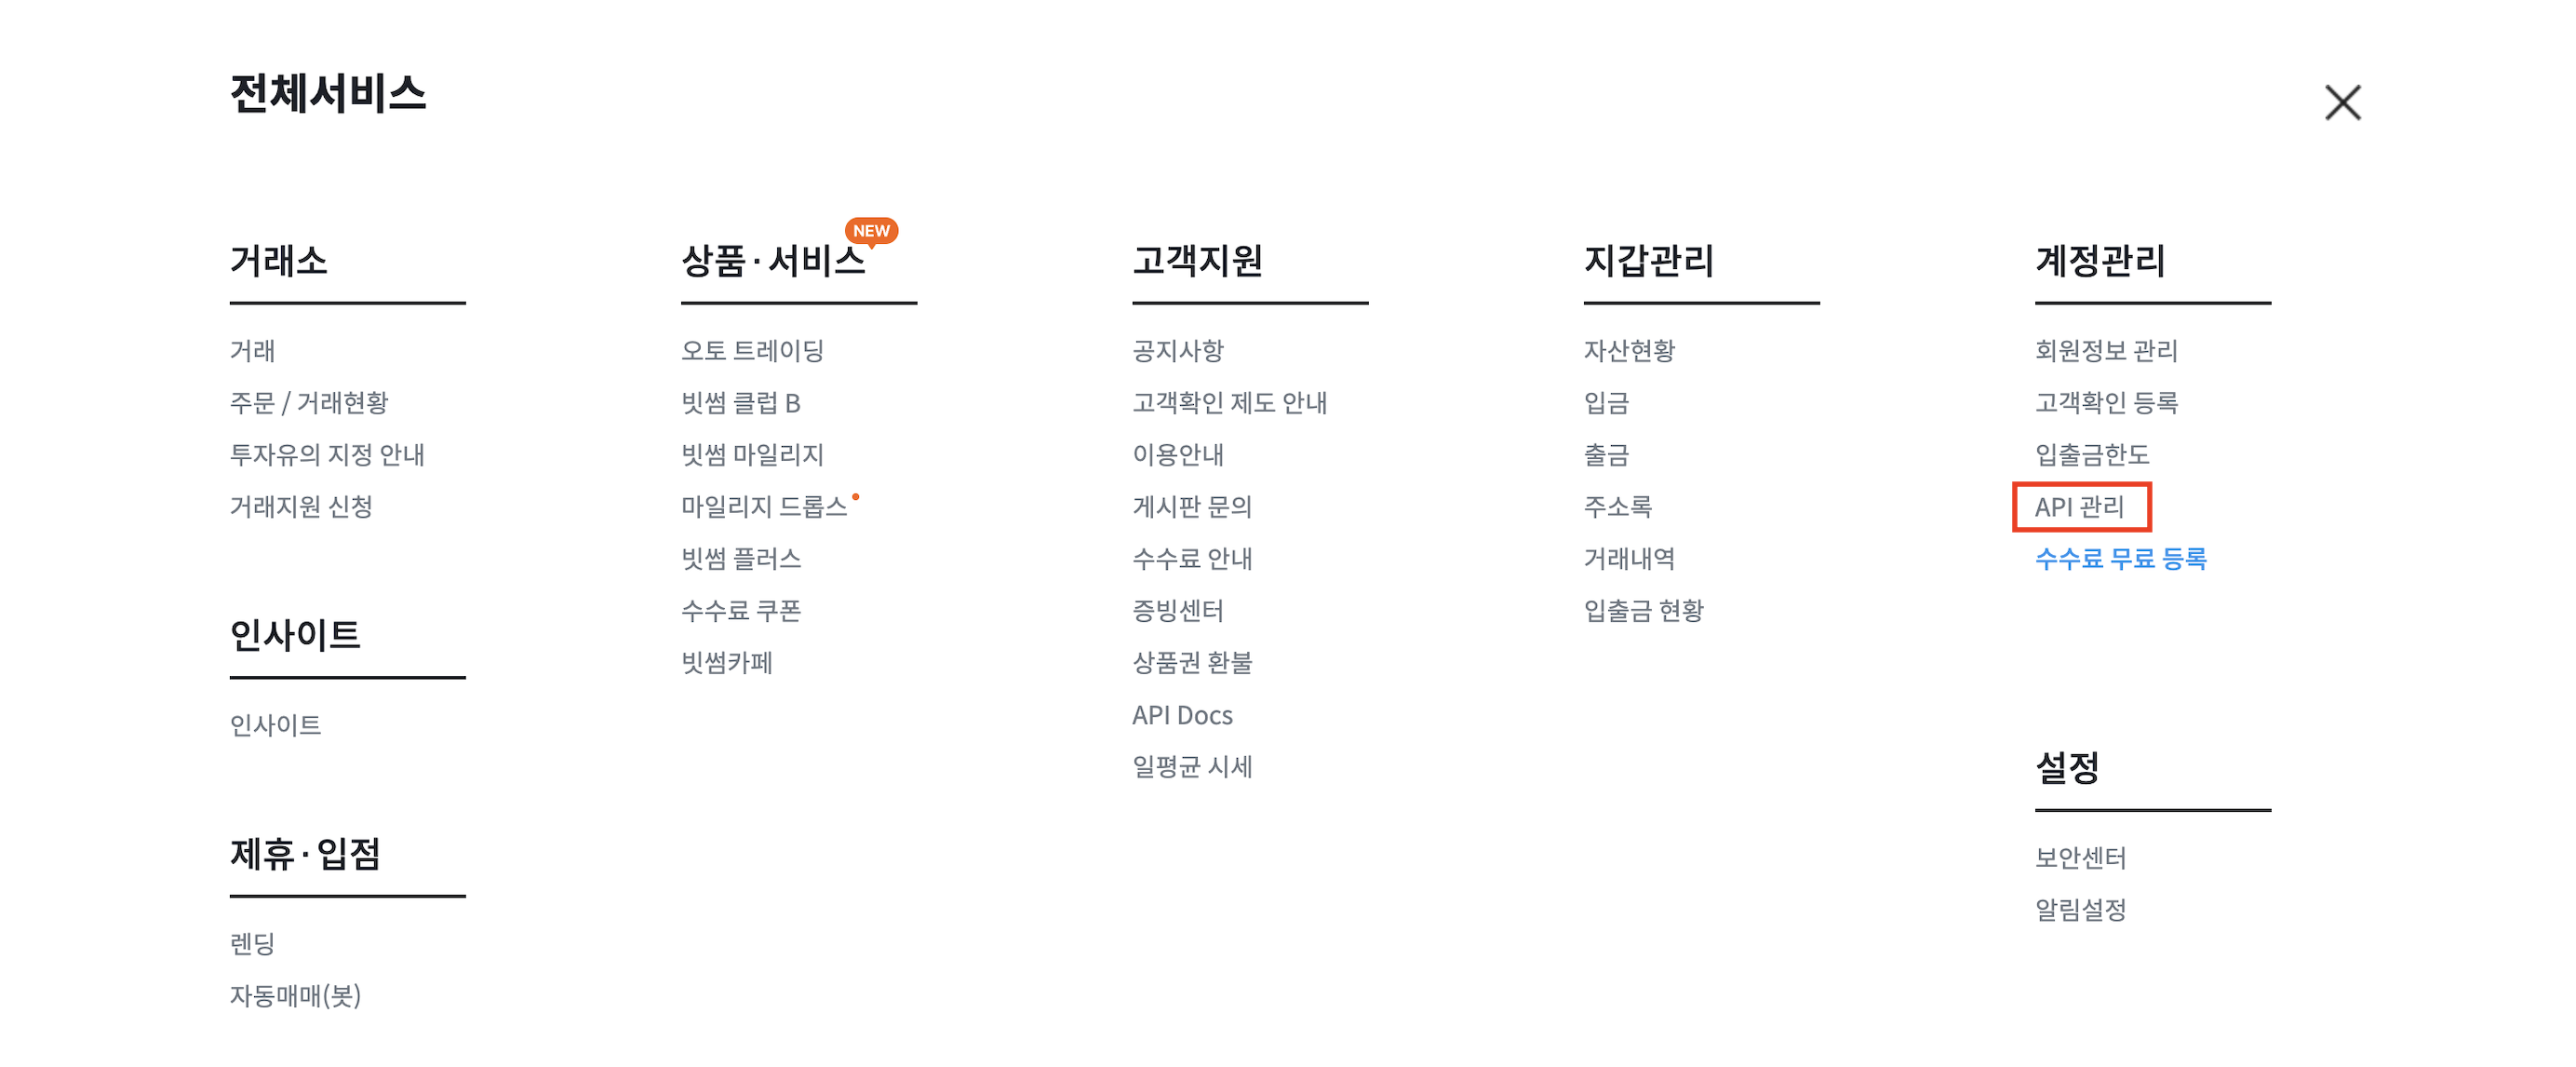 전체서비스
거래소
거래
주문 / 거래현황
투자유의 지정 안내
거래지원 신청
인사이트
인사이트
제휴·입점
렌딩
자동매매(봇)
NEW
상품·서비스
오토 트레이딩
빗썸 클럽 B
빗썸 마일리지
마일리지 드롭스
빗썸 플러스
수수료 쿠폰
빗썸카페
고객지원
공지사항
고객확인 제도 안내
이용안내
게시판 문의
수수료 안내
증빙센터
상품권 환불
API Docs
일평균 시세
지갑관리
자산현황
입금
출금
주소록
거래내역
입출금 현황
계정관리
회원정보 관리
고객확인 등록
입출금한도
API 관리
수수료 무료 등록
설정
보안센터
알림설정